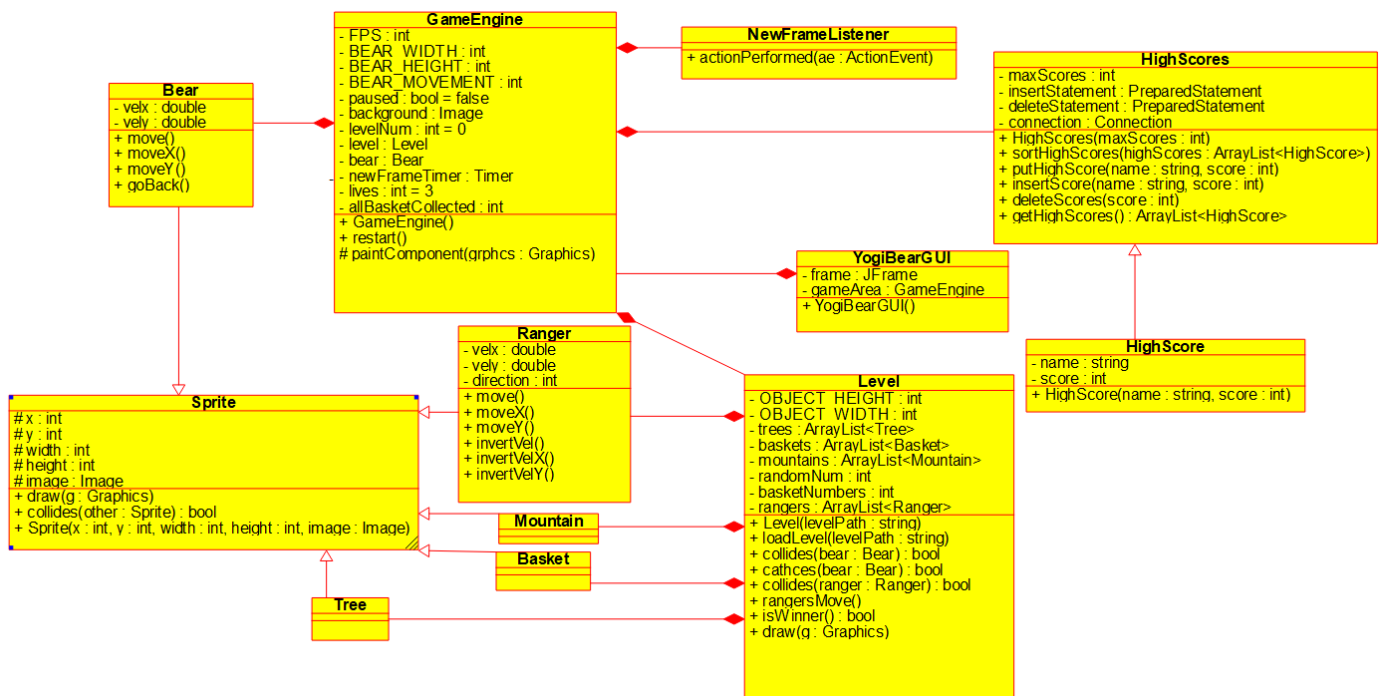 GameEngine
- FPS : int
- BEAR_WIDTH : int
- BEAR_HEIGHT : int
- BEAR_MOVEMENT : int
- paused : bool = false
- background : Image
- levelNum : int = 0
- level : Level
- bear : Bear
- newFrameTimer : Timer
- lives : int = 3
- allBasketCollected : int
+ GameEngine()
+ restart()
# paintComponent(grphcs : Graphics)
NewFrameListener
+ actionPerformed(ae : ActionEvent)
HighScores
- maxScores : int
- insertStatement : PreparedStatement
- deleteStatement : PreparedStatement
- connection : Connection
+ HighScores(maxScores : int)
+ sortHighScores(highScores : ArrayList<HighScore>)
+ putHighScore(name : string, score : int)
+ insertScore(name : string, score : int)
+ deleteScores(score : int)
+ getHighScores() : ArrayList<HighScore>
Bear
- velx : double
- vely : double
+ move()
+ moveX()
+ moveY()
+ goBack()
YogiBearGUI
- frame : JFrame
- gameArea : GameEngine
+ YogiBearGUI()
Ranger
- velx : double
- vely : double
- direction : int
+ move()
+ moveX()
+ moveY()
+ invertVel()
+ invertVelX()
+ invertVelY()
HighScore
- name : string
- score : int
+ HighScore(name : string, score : int)
Level
- OBJECT_HEIGHT : int
- OBJECT_WIDTH : int
- trees : ArrayList<Tree>
- baskets : ArrayList<Basket>
- mountains : ArrayList<Mountain>
- randomNum : int
- basketNumbers : int
- rangers : ArrayList<Ranger>
+ Level(levelPath : string)
+ loadLevel(levelPath : string)
+ collides(bear : Bear) : bool
+ cathces(bear : Bear) : bool
+ collides(ranger : Ranger) : bool
+ rangersMove()
+ isWinner() : bool
+ draw(g : Graphics)
Sprite
# x : int
# y : int
# width : int
# height : int
# image : Image
+ draw(g : Graphics)
+ collides(other : Sprite) : bool
+ Sprite(x : int, y : int, width : int, height : int, image : Image)
Mountain
Basket
Tree